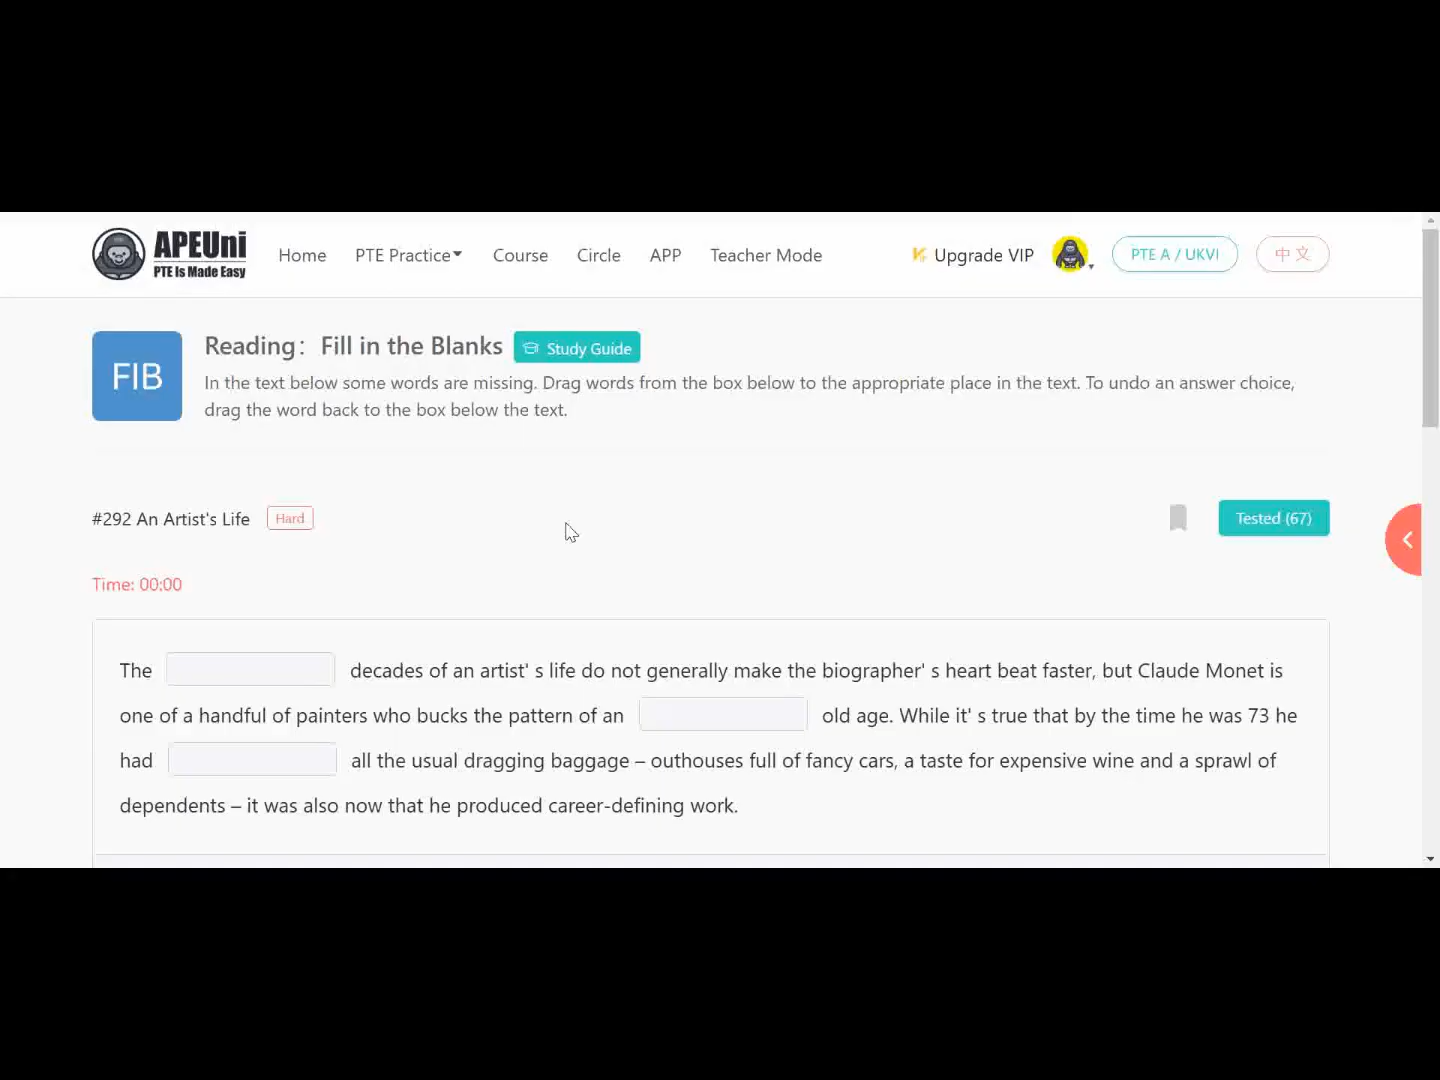 APEUni
PTE Is Made Easy
Home PTE Practice Course Circle APP Teacher Mode Upgrade VIP PTE A / UKVI 中文
FIB
Reading： Fill in the Blanks Study Guide
In the text below some words are missing. Drag words from the box below to the appropriate place in the text. To undo an answer choice,
drag the word back to the box below the text.
#292 An Artist's Life Hard Tested (67)
Time: 00:00
The decades of an artist' s life do not generally make the biographer' s heart beat faster, but Claude Monet is
one of a handful of painters who bucks the pattern of an old age. While it' s true that by the time he was 73 he
had all the usual dragging baggage – outhouses full of fancy cars, a taste for expensive wine and a sprawl of
dependents – it was also now that he produced career-defining work.